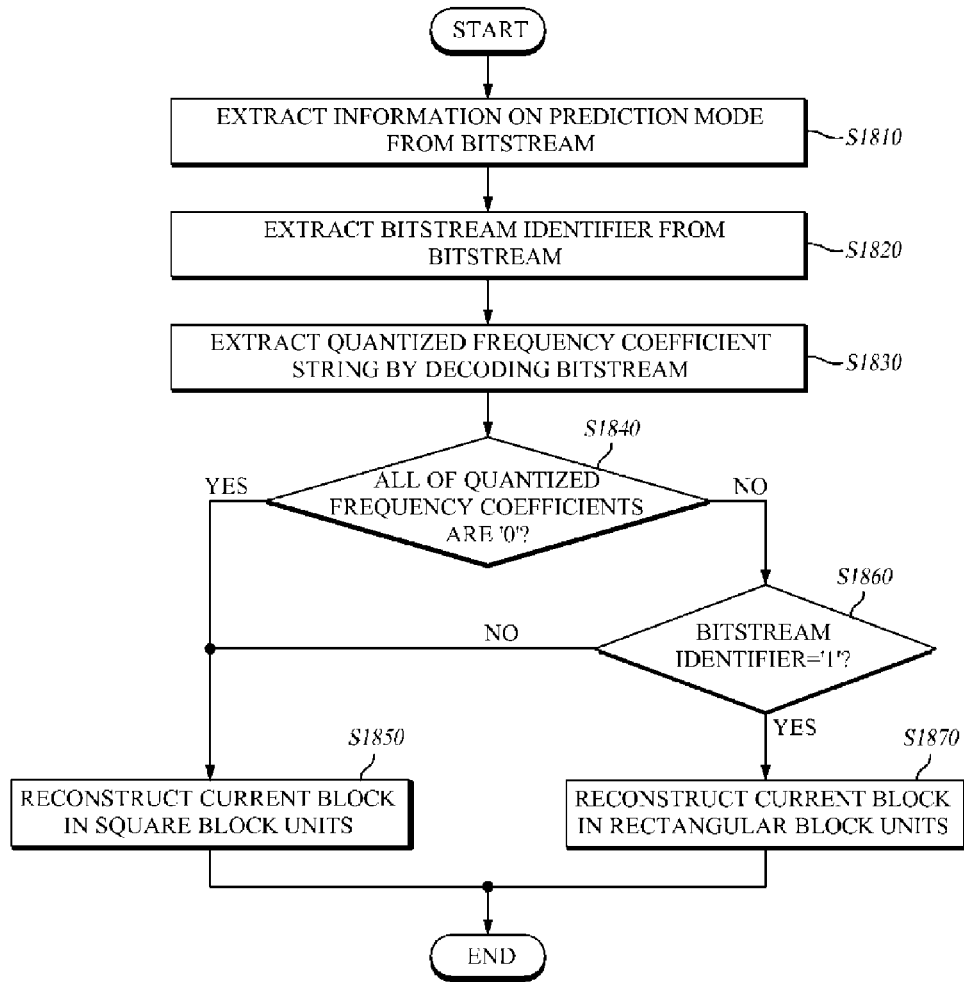 START
EXTRACT INFORMATION ON PREDICTION MODE
FROM BITSTREAM
S1810
EXTRACT BITSTREAM IDENTIFIER FROM
BITSTREAM
S1820
EXTRACT QUANTIZED FREQUENCY COEFFICIENT
STRING BY DECODING BITSTREAM
S1830
S1840
ALL OF QUANTIZED
FREQUENCY COEFFICIENTS
ARE '0'?
YES
NO
S1860
BITSTREAM
IDENTIFIER='1'?
NO
YES
S1850
RECONSTRUCT CURRENT BLOCK
IN SQUARE BLOCK UNITS
S1870
RECONSTRUCT CURRENT BLOCK
IN RECTANGULAR BLOCK UNITS
END